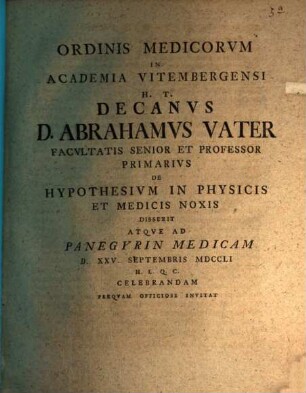 ORDINIS MEDICORVM
IN
ACADEMIA VITEMBERGENSI
H. T.
DECANVS
D. ABRAHAMVS VATER
FACVLTATIS SENIOR ET PROFESSOR
PRIMARIVS
DE
HYPOTHESIVM IN PHYSICIS
ET MEDICIS NOXIS
DISSERIT
ATQVE AD
PANEGYRIN MEDICAM
D. XXV. SEPTEMBRIS MDCCLI
H. L. Q. C.
CELEBRANDAM
PERQVAM OFFICIOSE INVITAT